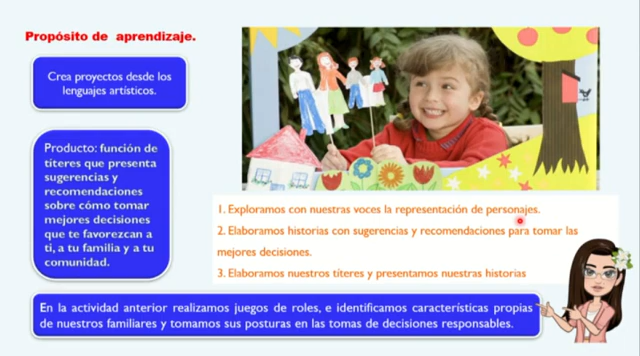 Propósito de aprendizaje.
Crea proyectos desde los
lenguajes artísticos.
Producto: función de
títeres que presenta
sugerencias y
recomendaciones
sobre cómo tomar
mejores decisiones
que te favorezcan a
ti, a tu familia y a tu
comunidad.
1. Exploramos con nuestras voces la representación de personajes.
2. Elaboramos historias con sugerencias y recomendaciones para tomar las
mejores decisiones.
3. Elaboramos nuestros títeres y presentamos nuestras historias
En la actividad anterior realizamos juegos de roles, e identificamos características propias
de nuestros familiares y tomamos sus posturas en las tomas de decisiones responsables.